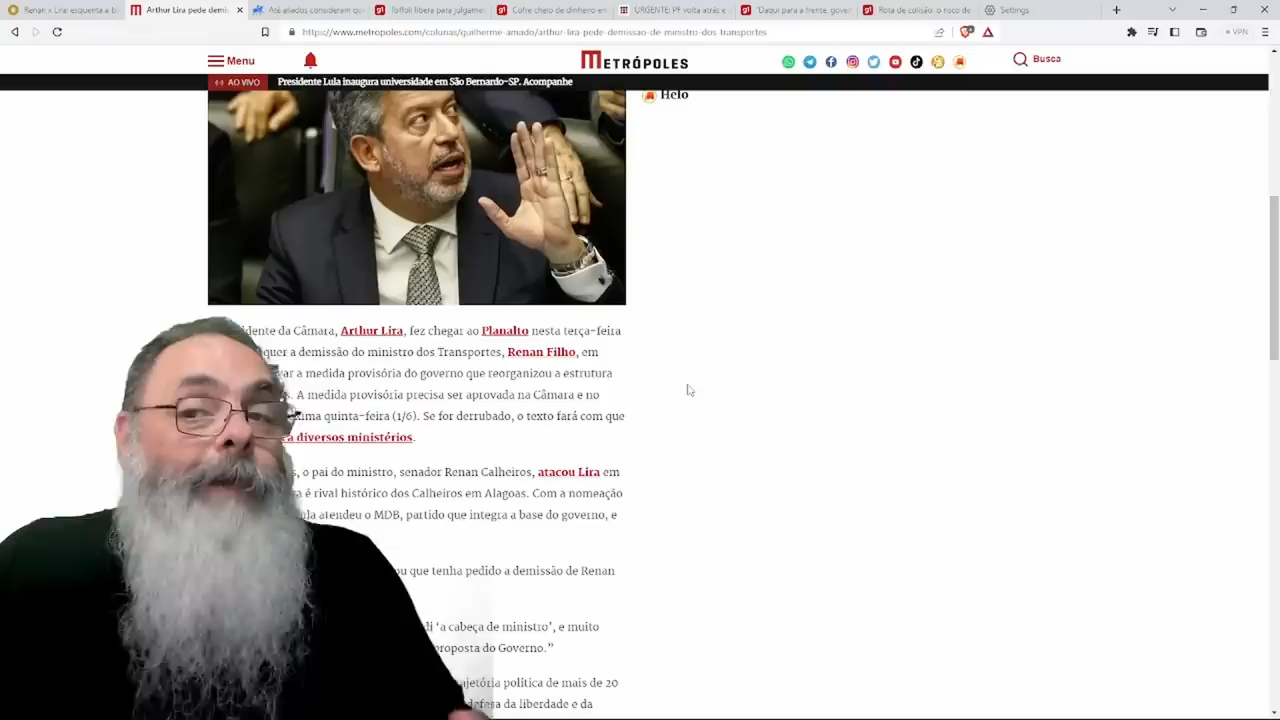 Renan x Lira: esquenta a b
Arthur Lira pede demis
Até aliados consideram qu
Toffoli libera para julgamer
Cofre cheio de dinheiro em
URGENTE: PF volta atrás e
"Daqui para a frente, gover
Rota de colisão: o risco de
Settings
https://www.metropoles.com/colunas/guilherme-amado/arthur-lira-pede-demissao-de-ministro-dos-transportes
VPN
Menu
METRÓPOLES
Busca
AO VIVO
Presidente Lula inaugura universidade em São Bernardo-SP. Acompanhe
Helo
idente da Câmara, Arthur Lira, fez chegar ao Planalto nesta terça-feira
quer a demissão do ministro dos Transportes, Renan Filho, em
var a medida provisória do governo que reorganizou a estrutura
. A medida provisória precisa ser aprovada na Câmara e no
xima quinta-feira (1/6). Se for derrubado, o texto fará com que
a diversos ministérios.
s, o pai do ministro, senador Renan Calheiros, atacou Lira em
a é rival histórico dos Calheiros em Alagoas. Com a nomeação
ula atendeu o MDB, partido que integra a base do governo, e
ou que tenha pedido a demissão de Renan
di 'a cabeça de ministro', e muito
proposta do Governo."
ajetória política de mais de 20
defesa da liberdade e da